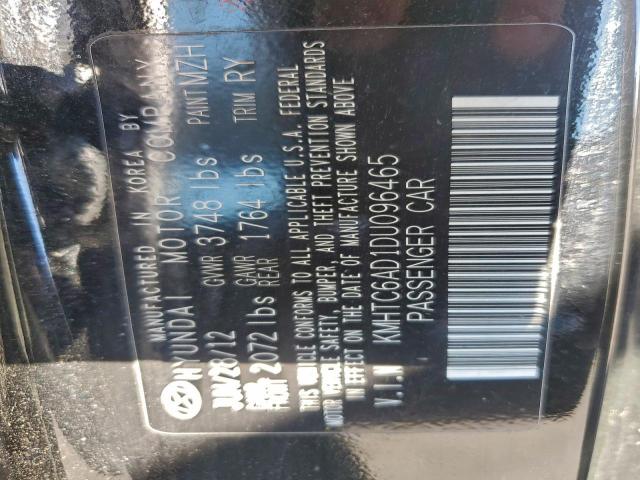 MANUFACTURED IN KOREA BY
HYUNDAI MOTOR COMPANY
JUN/28/12 GVWR 3748 lbs PAINT MZH
GAWR FRONT 2072 lbs GAWR REAR 1764 lbs TRIM RY
THIS VEHICLE CONFORMS TO ALL APPLICABLE U.S.A. FEDERAL
MOTOR VEHICLE SAFETY, BUMPER, AND THEFT PREVENTION STANDARDS
IN EFFECT ON THE DATE OF MANUFACTURE SHOWN ABOVE
V.I.N KMHTC6AD1DU096465
PASSENGER CAR